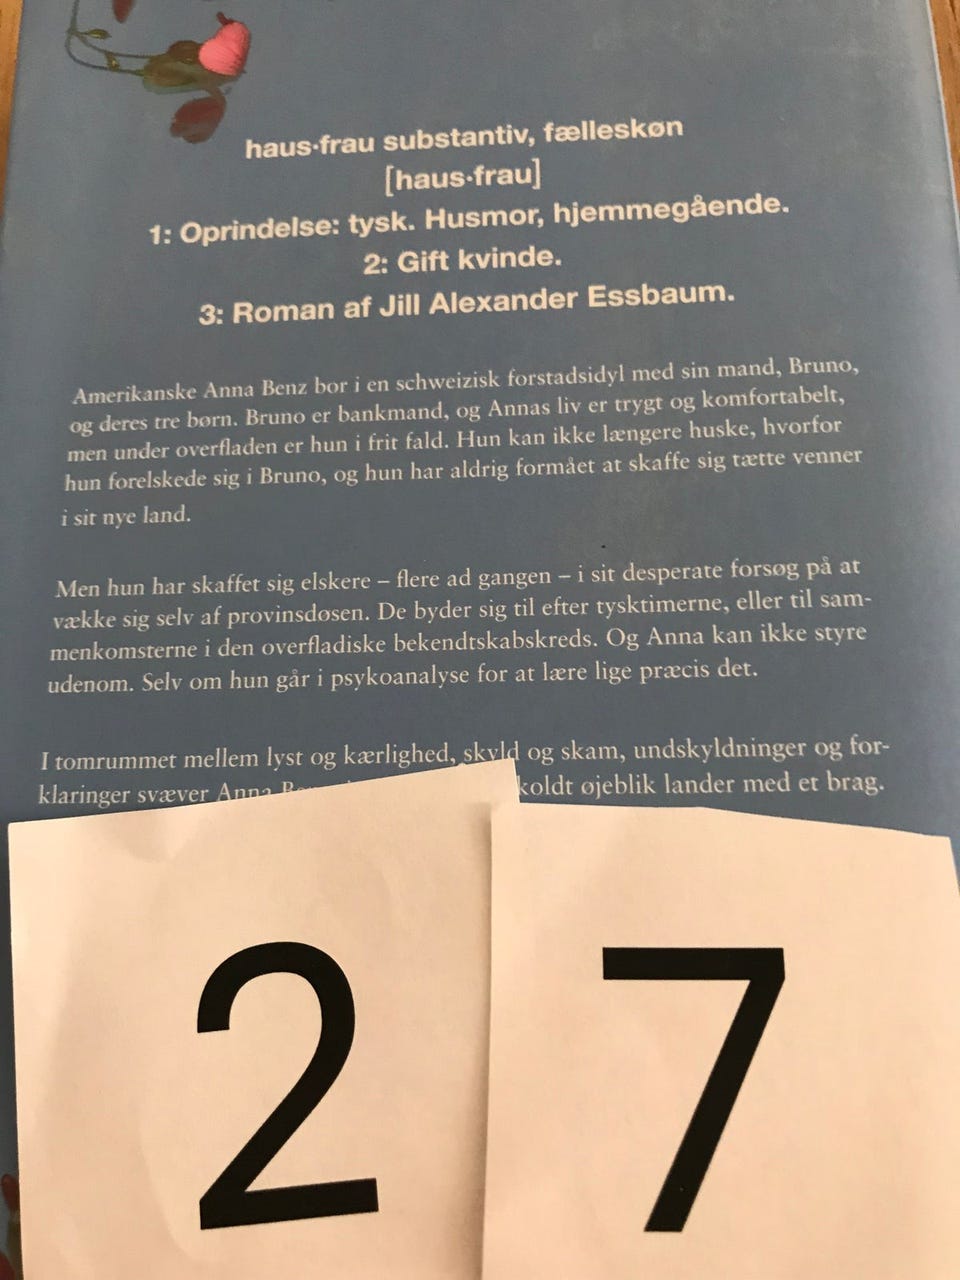 haus·frau substantiv, fælleskøn
[haus·frau]
1: Oprindelse: tysk. Husmor, hjemmegående.
2: Gift kvinde.
3: Roman af Jill Alexander Essbaum.
Amerikanske Anna Benz bor i en schweizisk forstadsidyl med sin mand, Bruno,
og deres tre børn. Bruno er bankmand, og Annas liv er trygt og komfortabelt,
men under overfladen er hun i frit fald. Hun kan ikke længere huske, hvorfor
hun forelskede sig i Bruno, og hun har aldrig formået at skaffe sig tætte venner
i sit nye land.
Men hun har skaffet sig elskere – flere ad gangen – i sit desperate forsøg på at
vække sig selv af provinsdøsen. De byder sig til efter tysktimerne, eller til sam-
menkomsterne i den overfladiske bekendtskabskreds. Og Anna kan ikke styre
udenom. Selv om hun går i psykoanalyse for at lære lige præcis det.
I tomrummet mellem lyst og kærlighed, skyld og skam, undskyldninger og for-
klaringer svæver Anna koldt øjeblik lander med et brag.
2 7